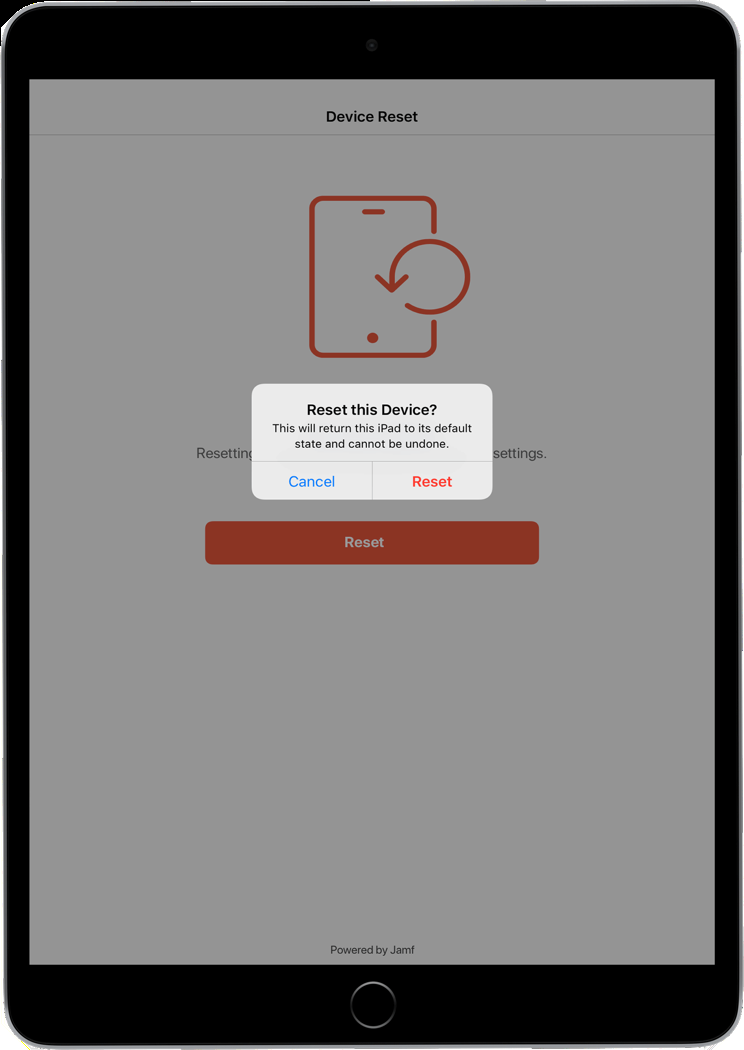 Device Reset
Reset this Device?
This will return this iPad to its default
state and cannot be undone.
Resetting settings.
Cancel Reset
Reset
Powered by Jamf